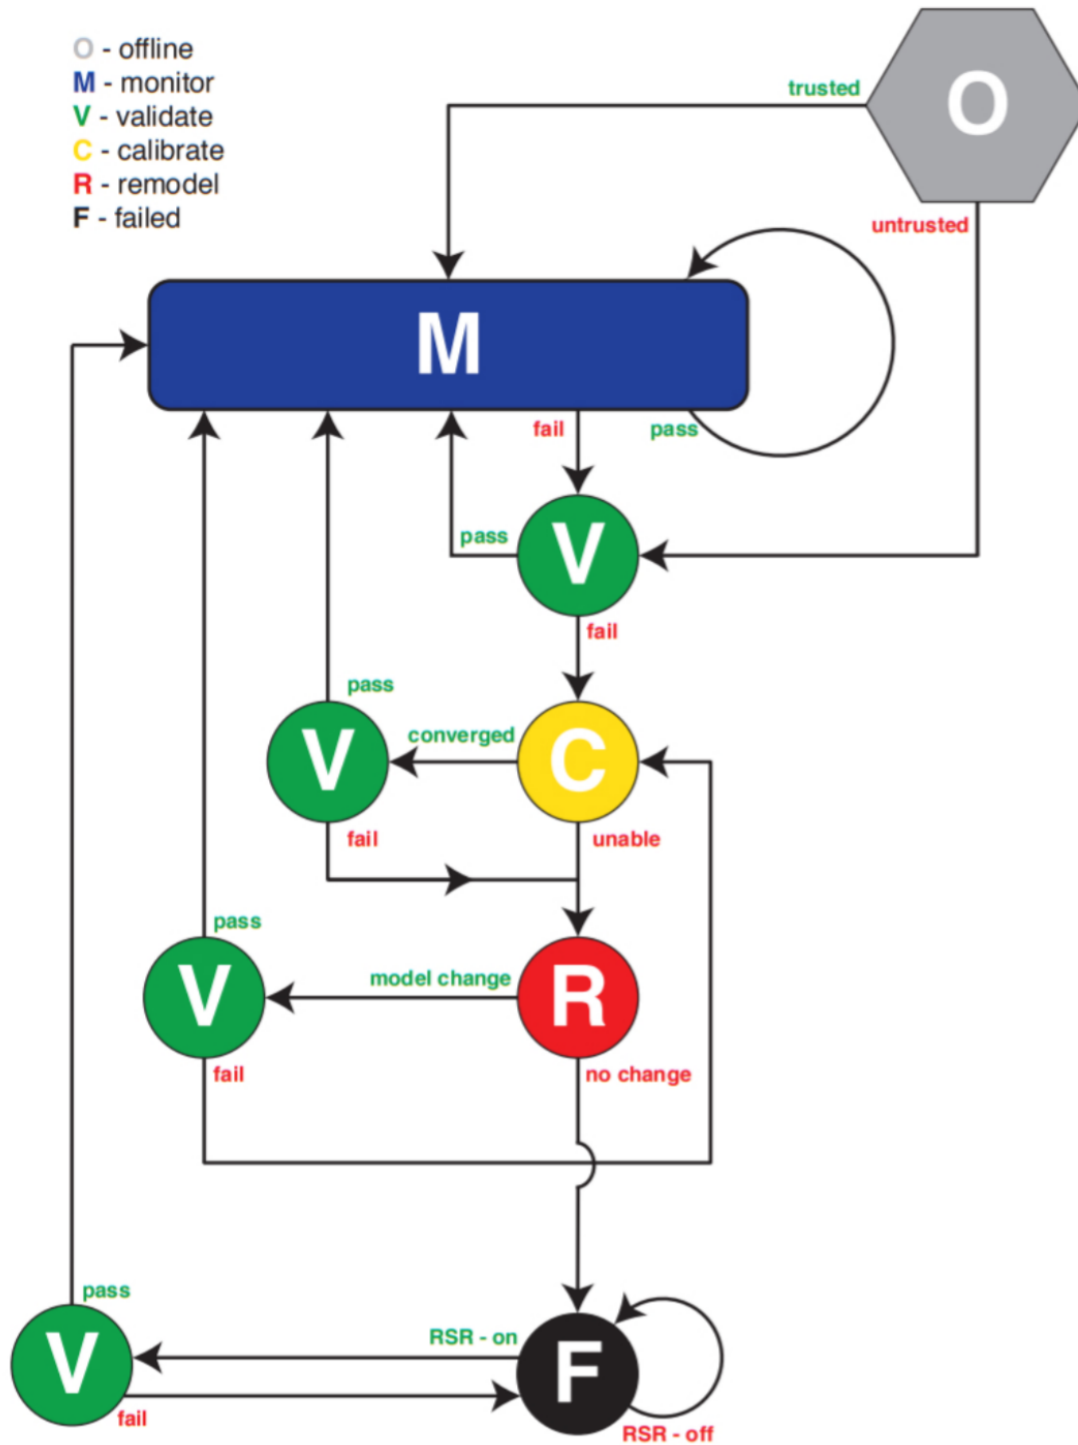 O - offline
M - monitor
V - validate
C - calibrate
R - remodel
F - failed
trusted
O
untrusted
M
fail
pass
pass
V
fail
pass
V
converged
C
fail
unable
pass
V
model change
R
fail
no change
pass
V
RSR - on
F
fail
RSR - off